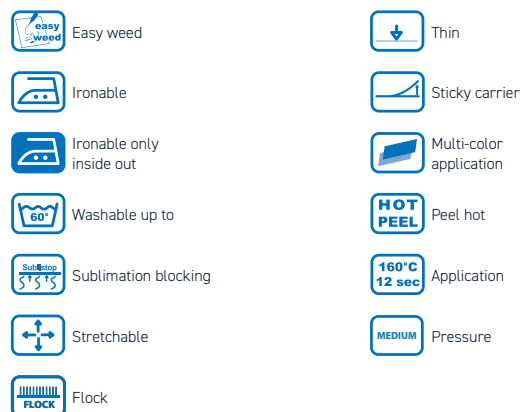 easy
weed
Easy weed
Ironable
Ironable only
inside out
60°
Washable up to
Substop
Sublimation blocking
Stretchable
FLOCK
Flock
Thin
Sticky carrier
Multi-color
application
HOT
PEEL
Peel hot
160°C
12 sec
Application
MEDIUM
Pressure